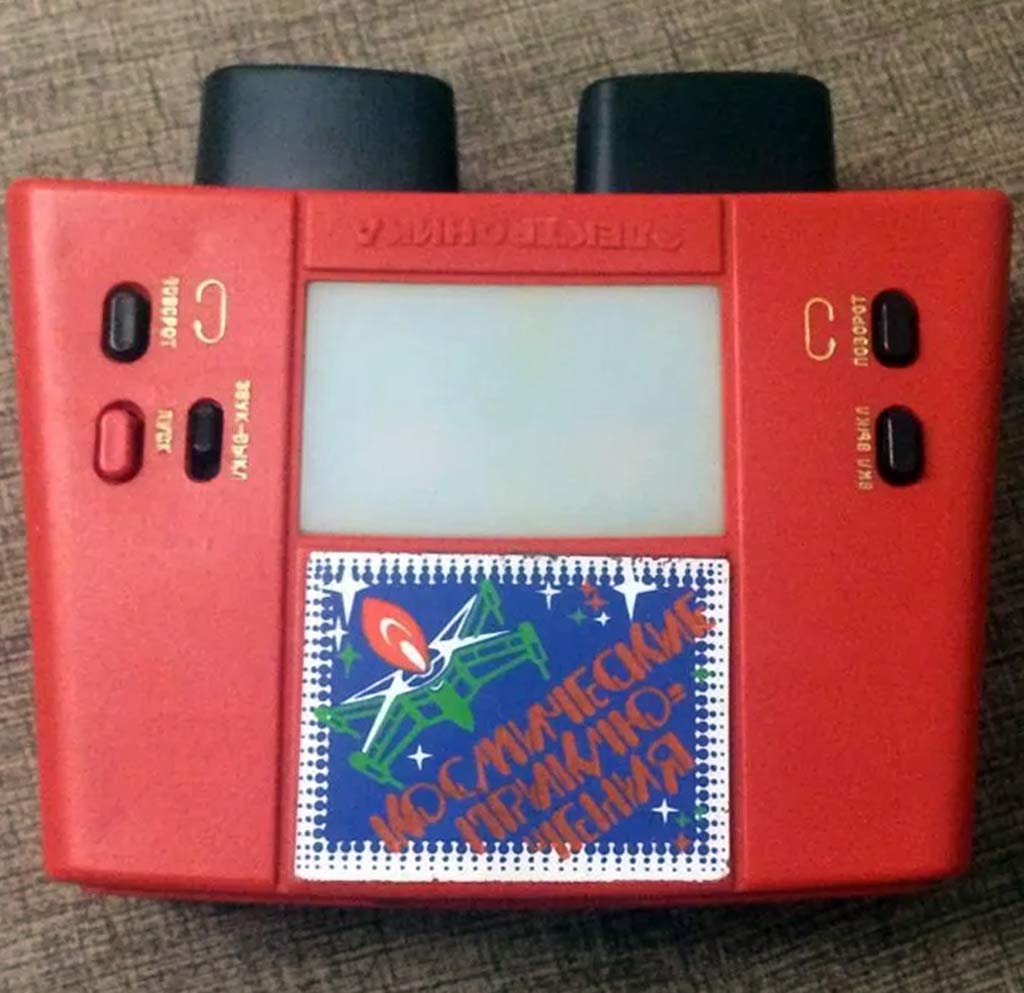 ЭЛЕКТРОНИКА
ПОВОРОТ
ПУСК
ЗВУК-ВЫКЛ
ПОВОРОТ
ВКЛ ВЫКЛ
КОСМИЧЕСКИЕ
ПРИКЛЮ-
ЧЕНИЯ